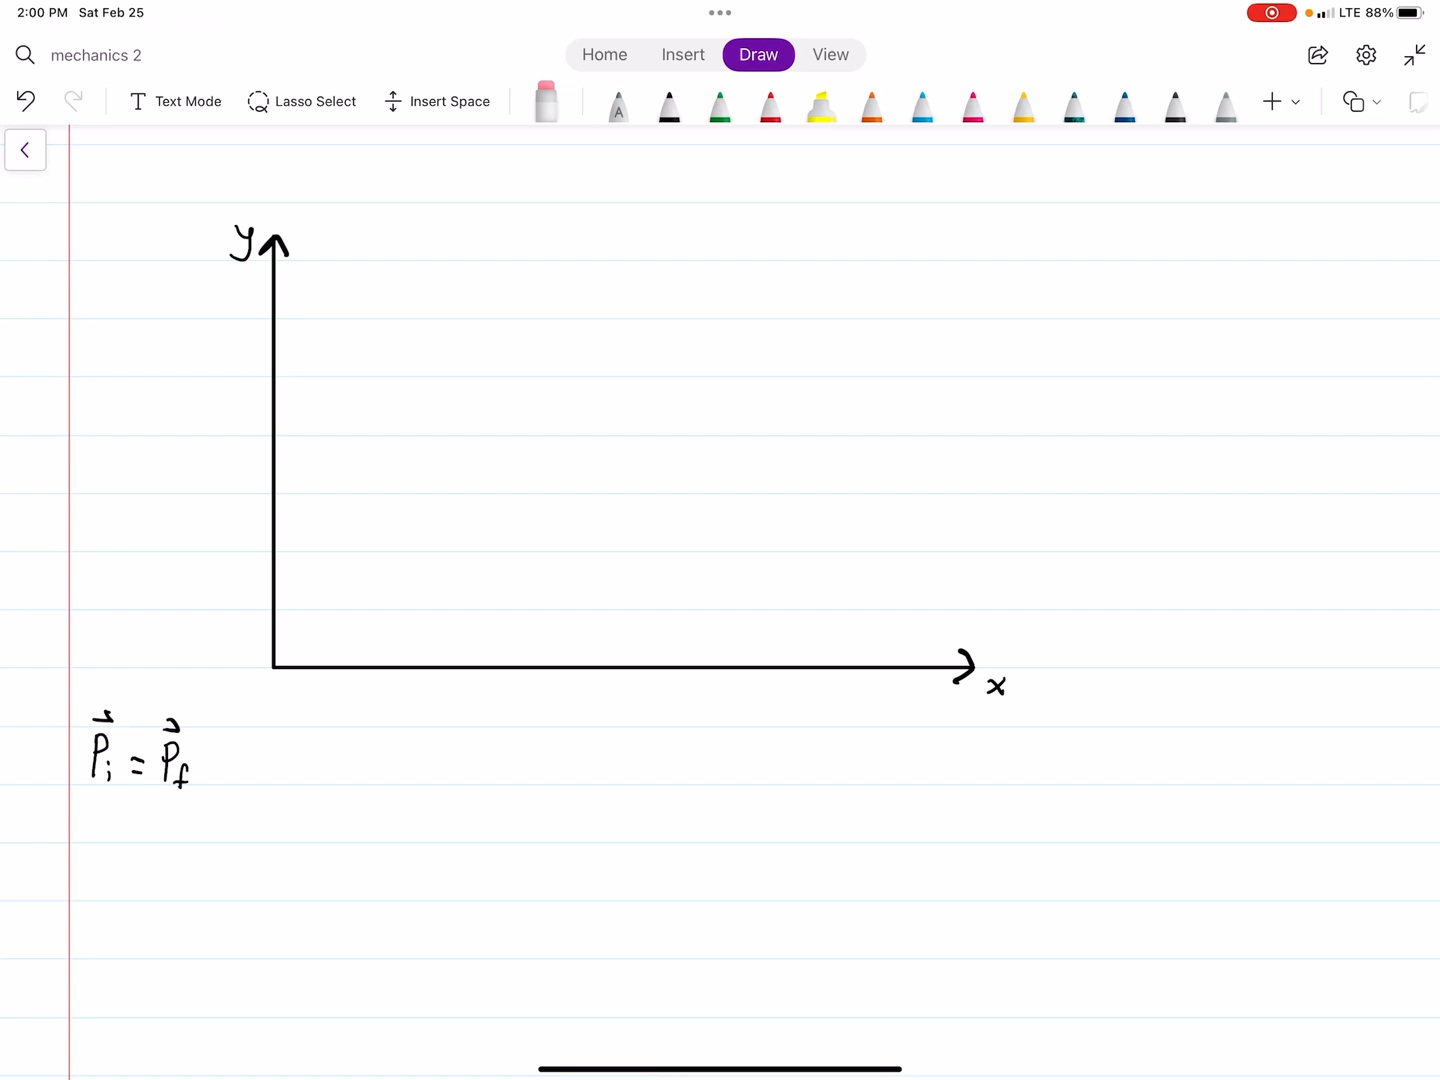 2:00 PM Sat Feb 25
LTE 88%
mechanics 2
Home Insert Draw View
Text Mode Lasso Select Insert Space
A
y
x
P⃗i = P⃗f